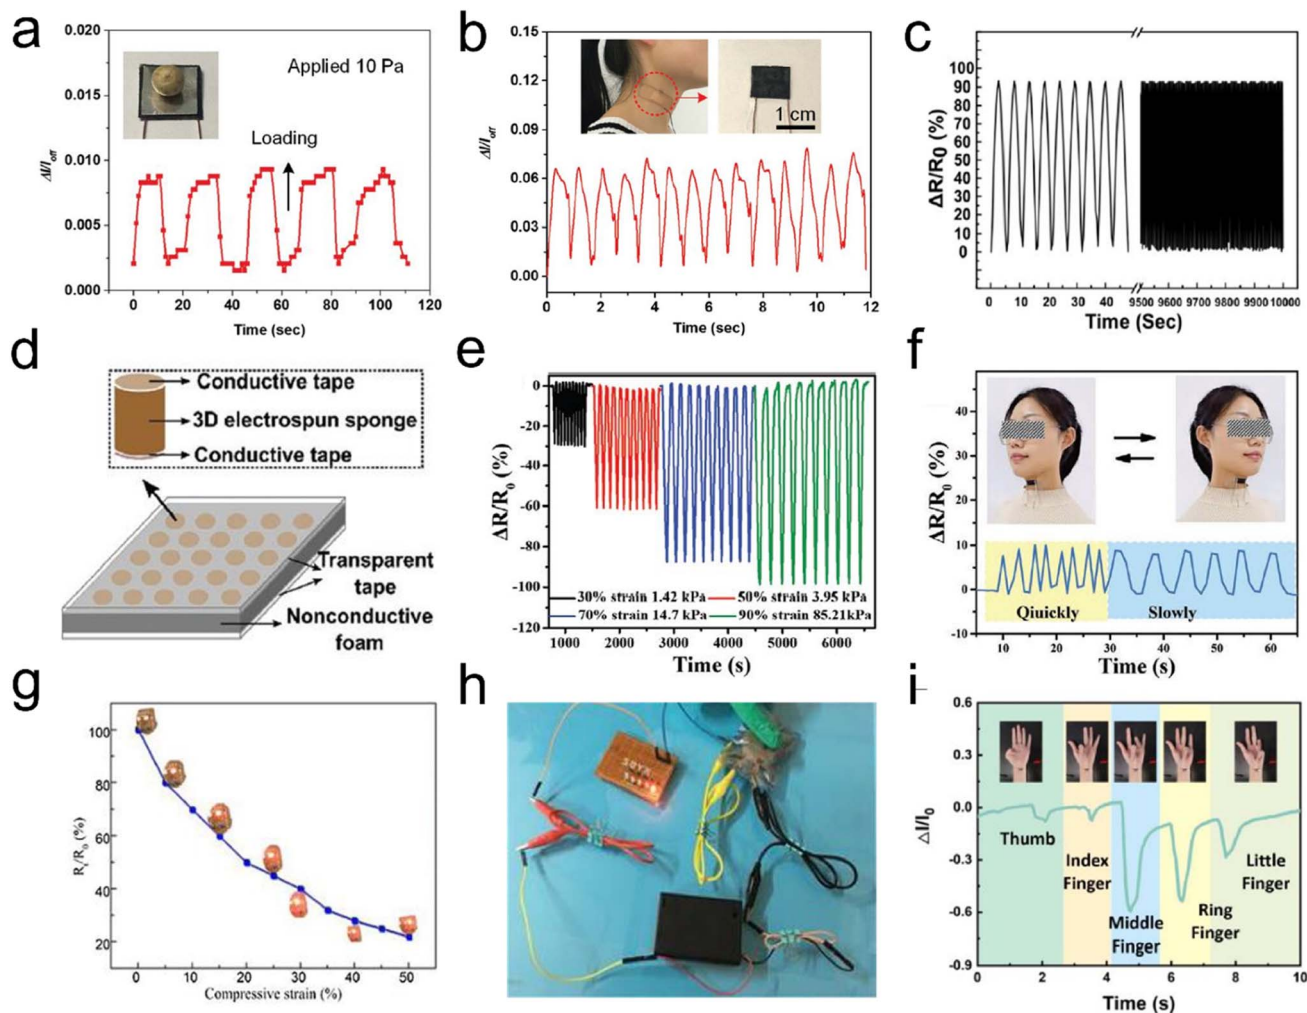 a
0.020
0.015
0.010
0.005
0.000
ΔI/Ioff
Applied 10 Pa
Loading
0 20 40 60 80 100 120
Time (sec)
b
0.15
0.12
0.09
0.06
0.03
0.00
ΔI/Ioff
1 cm
0 2 4 6 8 10 12
Time (sec)
c
100
90
80
70
60
50
40
30
20
10
0
ΔR/R0 (%)
0 10 20 30 40 9500 9600 9700 9800 9900 10000
Time (Sec)
d
Conductive tape
3D electrospun sponge
Conductive tape
Transparent
tape
Nonconductive
foam
e
0
-20
-40
-60
-80
-100
-120
ΔR/R0 (%)
30% strain 1.42 kPa 50% strain 3.95 kPa
70% strain 14.7 kPa 90% strain 85.21kPa
1000 2000 3000 4000 5000 6000
Time (s)
f
50
40
30
20
10
0
-10
ΔR/R0 (%)
Qiuickly Slowly
10 20 30 40 50 60
Time (s)
g
100
80
60
40
20
0 10 20 30 40 50
Compressive strain (%)
h
i
0.6
0.3
0.0
-0.3
-0.6
-0.9
△I/I0
Thumb
Index
Finger
Middle
Finger
Ring
Finger
Little
Finger
0 2 4 6 8 10
Time (s)